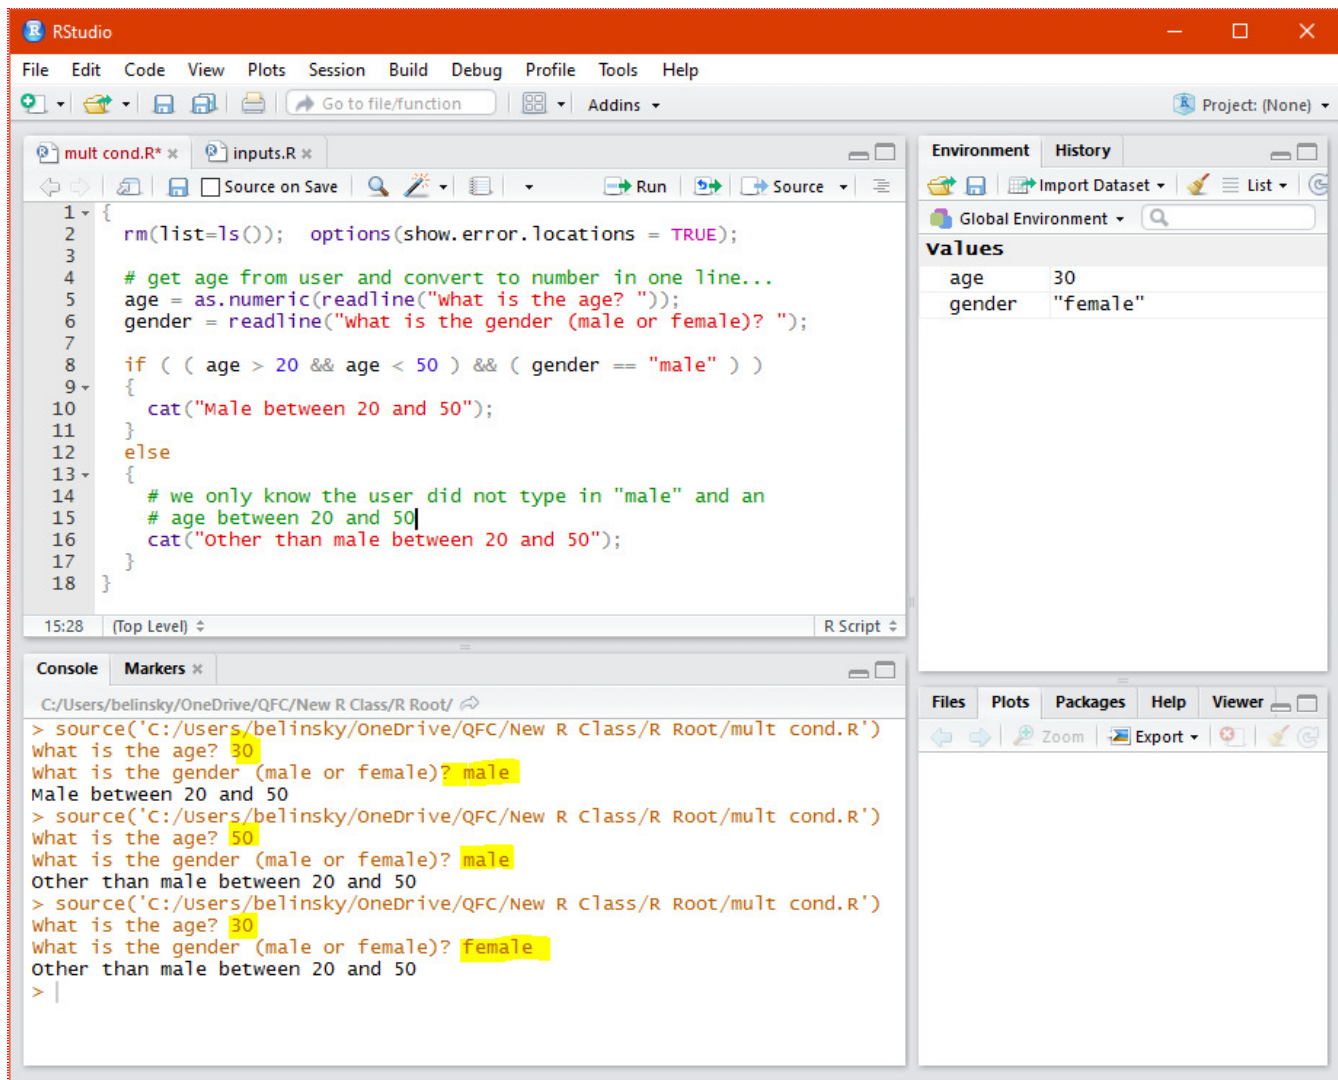 RStudio
File Edit Code View Plots Session Build Debug Profile Tools Help
Go to file/function Addins Project: (None)
mult cond.R* inputs.R
Source on Save Run Source
1 {
2 rm(list=ls()); options(show.error.locations = TRUE);
3
4 # get age from user and convert to number in one line...
5 age = as.numeric(readline("What is the age? "));
6 gender = readline("What is the gender (male or female)? ");
7
8 if ( ( age > 20 && age < 50 ) && ( gender == "male" ) )
9 {
10 cat("Male between 20 and 50");
11 }
12 else
13 {
14 # we only know the user did not type in "male" and an
15 # age between 20 and 50
16 cat("Other than male between 20 and 50");
17 }
18 }
15:28 (Top Level) R Script
Console Markers
C:/Users/belinsky/OneDrive/QFC/New R Class/R Root/
> source('C:/Users/belinsky/OneDrive/QFC/New R Class/R Root/mult cond.R')
What is the age? 30
What is the gender (male or female)? male
Male between 20 and 50
> source('C:/Users/belinsky/OneDrive/QFC/New R Class/R Root/mult cond.R')
What is the age? 50
What is the gender (male or female)? male
Other than male between 20 and 50
> source('C:/Users/belinsky/OneDrive/QFC/New R Class/R Root/mult cond.R')
What is the age? 30
What is the gender (male or female)? female
Other than male between 20 and 50
>
Environment History
Import Dataset List
Global Environment
Values
age 30
gender "female"
Files Plots Packages Help Viewer
Zoom Export